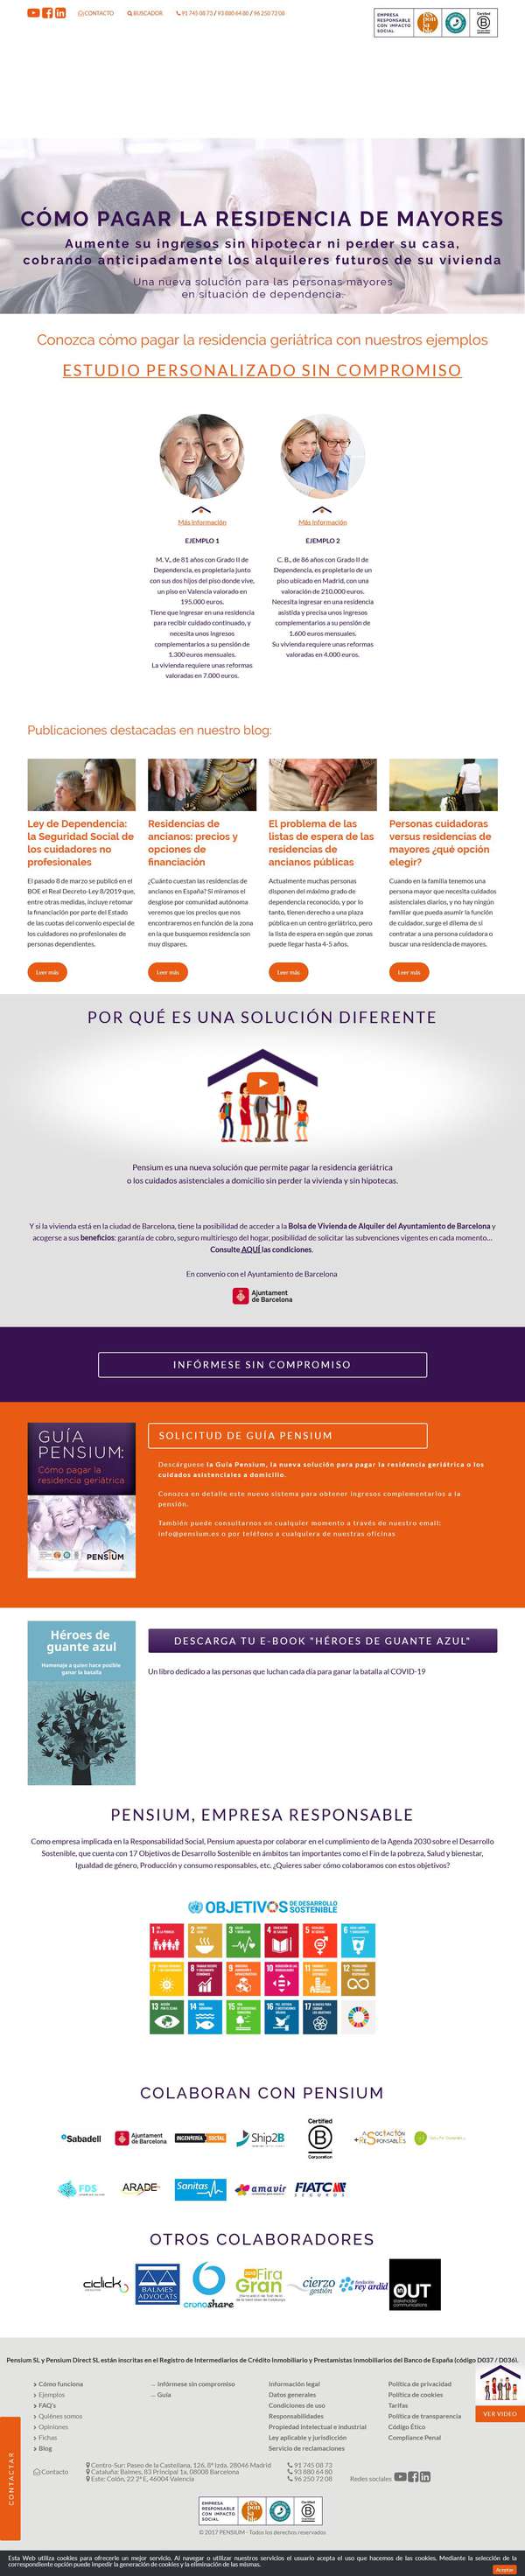 CONTACTO BUSCADOR 91 745 08 73 / 93 880 64 80 / 96 250 72 08
EMPRESA
RESPONSABLE
CON IMPACTO
SOCIAL
Certified
B
CÓMO PAGAR LA RESIDENCIA DE MAYORES
Aumente su ingresos sin hipotecar ni perder su casa,
cobrando anticipadamente los alquileres futuros de su vivienda
Una nueva solución para las personas mayores
en situación de dependencia.
Conozca cómo pagar la residencia geriátrica con nuestros ejemplos
ESTUDIO PERSONALIZADO SIN COMPROMISO
Más información
EJEMPLO 1
M. V., de 81 años con Grado II de
Dependencia, es propietaria junto
con sus dos hijos del piso donde vive,
un piso en Valencia valorado en
195.000 euros.
Tiene que ingresar en una residencia
para recibir cuidado continuado, y
necesita unos ingresos
complementarios a su pensión de
1.300 euros mensuales.
La vivienda requiere unas reformas
valoradas en 7.000 euros.
Más información
EJEMPLO 2
C. B., de 86 años con Grado II de
Dependencia, es propietario de un
piso ubicado en Madrid, con una
valoración de 210.000 euros.
Necesita ingresar en una residencia
asistida y precisa unos ingresos
complementarios a su pensión de
1.600 euros mensuales.
Su vivienda requiere unas reformas
valoradas en 4.000 euros.
Publicaciones destacadas en nuestro blog:
Ley de Dependencia:
la Seguridad Social de
los cuidadores no
profesionales
El pasado 8 de marzo se publicó en el
BOE el Real Decreto-Ley 8/2019 que,
entre otras medidas, incluye retomar
la financiación por parte del Estado
de las cuotas del convenio especial de
los cuidadores no profesionales de
personas dependientes.
Leer más
Residencias de
ancianos: precios y
opciones de
financiación
¿Cuánto cuestan las residencias de
ancianos en España? Si miramos el
desglose por comunidad autónoma
veremos que los precios que nos
encontraremos en función de la zona
en la que busquemos residencia son
muy dispares.
Leer más
El problema de las
listas de espera de las
residencias de
ancianos públicas
Actualmente muchas personas
disponen del máximo grado de
dependencia reconocido, y por lo
tanto, tienen derecho a una plaza
pública en un centro geriátrico, pero
la lista de espera en según que zonas
puede llegar hasta 4-5 años.
Leer más
Personas cuidadoras
versus residencias de
mayores ¿qué opción
elegir?
Cuando en la familia tenemos una
persona mayor que necesita cuidados
asistenciales diarios, y no hay ningún
familiar que pueda asumir la función
de cuidador, surge el dilema de si
contratar a una persona cuidadora o
buscar una residencia de mayores.
Leer más
POR QUÉ ES UNA SOLUCIÓN DIFERENTE
Pensium es una nueva solución que permite pagar la residencia geriátrica
o los cuidados asistenciales a domicilio sin perder la vivienda y sin hipotecas.
Y si la vivienda está en la ciudad de Barcelona, tiene la posibilidad de acceder a la Bolsa de Vivienda de Alquiler del Ayuntamiento de Barcelona y
acogerse a sus beneficios: garantía de cobro, seguro multiriesgo del hogar, posibilidad de solicitar las subvenciones vigentes en cada momento...
Consulte AQUÍ las condiciones.
En convenio con el Ayuntamiento de Barcelona
Ajuntament
de Barcelona
INFÓRMESE SIN COMPROMISO
GUÍA
PENSIUM:
Cómo pagar la
residencia geriátrica
PENSIUM
SOLICITUD DE GUÍA PENSIUM
Descárguese la Guía Pensium, la nueva solución para pagar la residencia geriátrica o los
cuidados asistenciales a domicilio.
Conozca en detalle este nuevo sistema para obtener ingresos complementarios a la
pensión.
También puede consultarnos en cualquier momento a través de nuestro email:
info@pensium.es o por teléfono a cualquiera de nuestras oficinas
Héroes de
guante azul
Homenaje a quien hace posible
ganar la batalla
DESCARGA TU E-BOOK "HÉROES DE GUANTE AZUL"
Un libro dedicado a las personas que luchan cada día para ganar la batalla al COVID-19
PENSIUM, EMPRESA RESPONSABLE
Como empresa implicada en la Responsabilidad Social, Pensium apuesta por colaborar en el cumplimiento de la Agenda 2030 sobre el Desarrollo
Sostenible, que cuenta con 17 Objetivos de Desarrollo Sostenible en ámbitos tan importantes como el Fin de la pobreza, Salud y bienestar,
Igualdad de género, Producción y consumo responsables, etc. ¿Quieres saber cómo colaboramos con estos objetivos?
OBJETIVOS DE DESARROLLO
SOSTENIBLE
1 2 3 4 5 6
7 8 9 10 11 12
13 14 15 16 17
COLABORAN CON PENSIUM
Sabadell
Ajuntament
de Barcelona
INGENIERÍA SOCIAL
Ship2B
Certified
B
Corporation
FDS
ARADE
Sanitas
amavir
FIATC
SEGUROS
OTROS COLABORADORES
ciclick
BALMES
ADVOCATS
cronoshare
Fira
Gran
cierzo
gestión
rey ardid
OUT
Pensium SL y Pensium Direct SL están inscritas en el Registro de Intermediarios de Crédito Inmobiliario y Prestamistas Inmobiliarios del Banco de España (código D037 / D036).
Cómo funciona
Ejemplos
FAQ's
Quiénes somos
Opiniones
Fichas
Blog
Infórmese sin compromiso
Guía
Información legal
Datos generales
Condiciones de uso
Responsabilidades
Propiedad intelectual e industrial
Ley aplicable y jurisdicción
Servicio de reclamaciones
Política de privacidad
Política de cookies
Tarifas
Política de transparencia
Código Ético
Compliance Penal
VER VIDEO
CONTACTAR
Contacto
Centro-Sur: Paseo de la Castellana, 126, 8º Izda, 28046 Madrid
Cataluña: Balmes, 83 Principal 1a, 08008 Barcelona
Este: Colón, 22 2º E, 46004 Valencia
91 745 08 73
93 880 64 80
96 250 72 08
Redes sociales
EMPRESA
RESPONSABLE
CON IMPACTO
SOCIAL
© 2017 PENSIUM - Todos los derechos reservados
Esta Web utiliza cookies para ofrecerle un mejor servicio. Al navegar o utilizar nuestros servicios el usuario acepta el uso que hacemos de las cookies. Mediante la selección de la
correspondiente opción puede impedir la generación de cookies y la eliminación de las mismas.
Aceptar